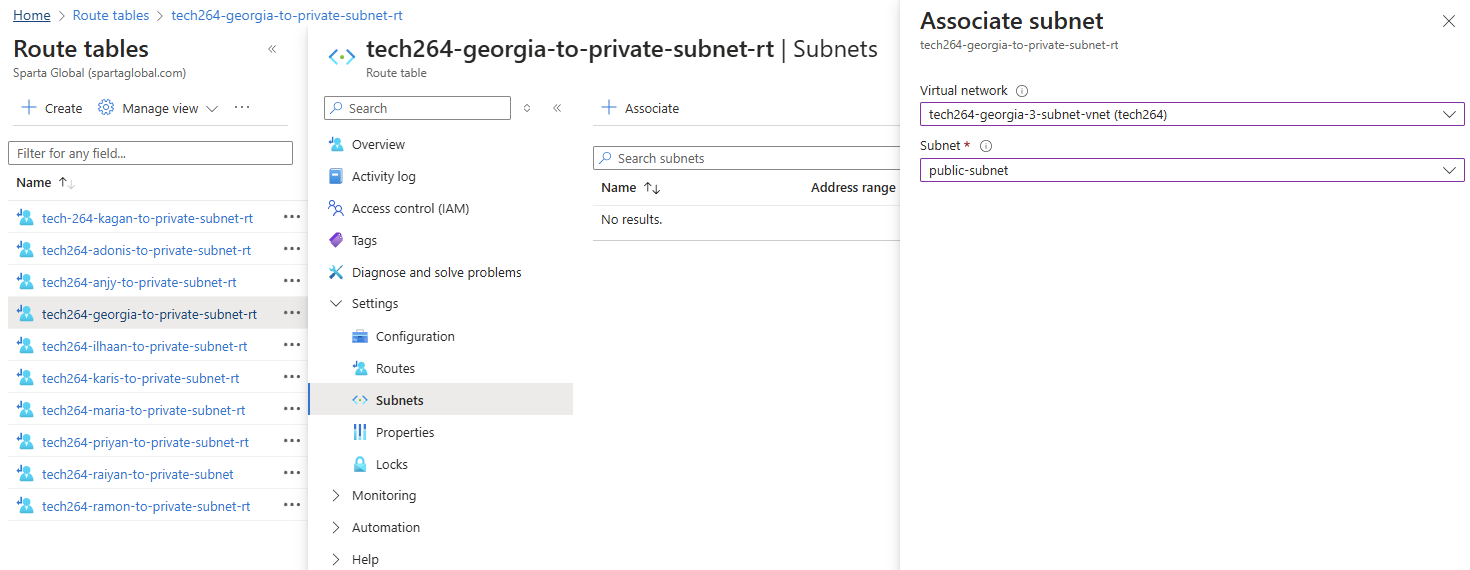 Home > Route tables > tech264-georgia-to-private-subnet-rt
Route tables
Sparta Global (spartaglobal.com)
Create Manage view
Filter for any field...
Name
tech-264-kagan-to-private-subnet-rt
tech264-adonis-to-private-subnet-rt
tech264-anjy-to-private-subnet-rt
tech264-georgia-to-private-subnet-rt
tech264-ilhaan-to-private-subnet-rt
tech264-karis-to-private-subnet-rt
tech264-maria-to-private-subnet-rt
tech264-priyan-to-private-subnet-rt
tech264-raiyan-to-private-subnet
tech264-ramon-to-private-subnet-rt
tech264-georgia-to-private-subnet-rt | Subnets
Route table
Search
Overview
Activity log
Access control (IAM)
Tags
Diagnose and solve problems
Settings
Configuration
Routes
Subnets
Properties
Locks
Monitoring
Automation
Help
Associate
Search subnets
Name Address range
No results.
Associate subnet
tech264-georgia-to-private-subnet-rt
Virtual network
tech264-georgia-3-subnet-vnet (tech264)
Subnet *
public-subnet